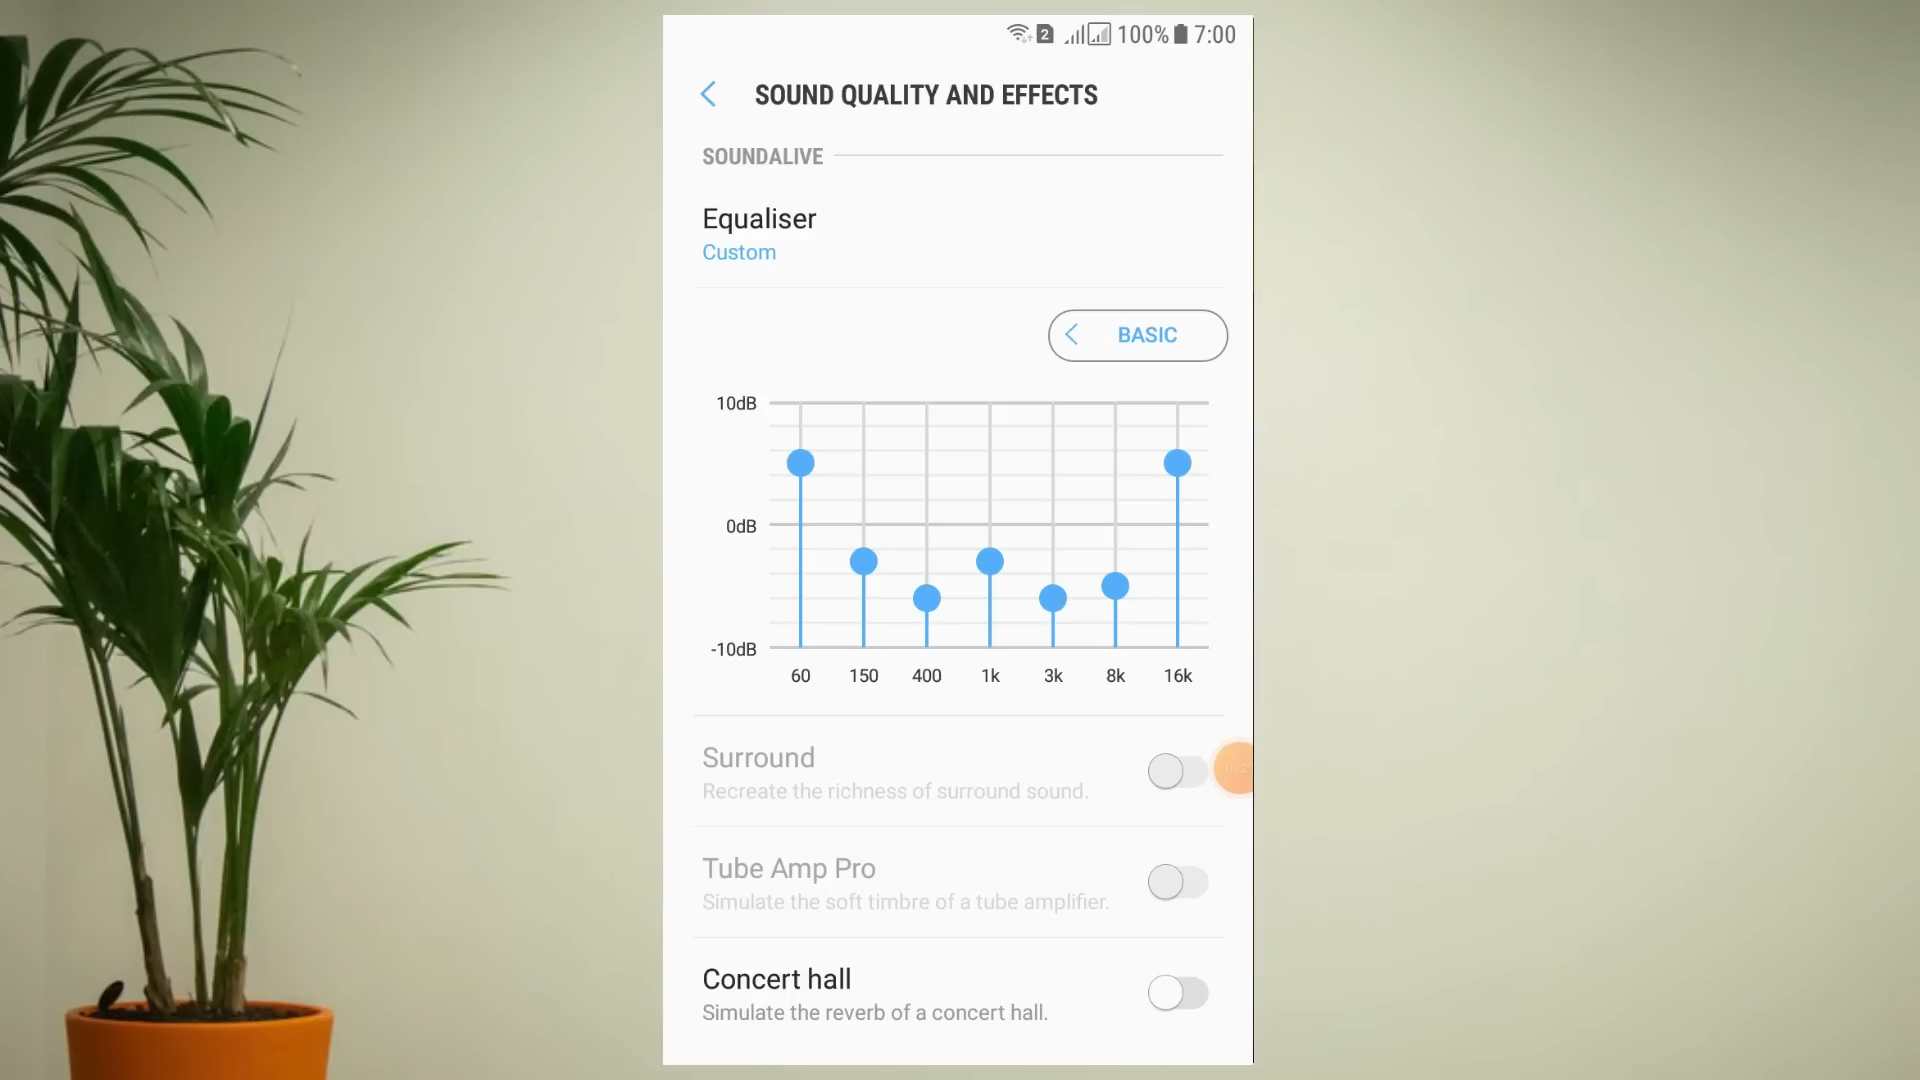 2 100% 7:00
SOUND QUALITY AND EFFECTS
SOUNDALIVE
Equaliser
Custom
BASIC
10dB
0dB
-10dB
60 150 400 1k 3k 8k 16k
Surround
Recreate the richness of surround sound.
Tube Amp Pro
Simulate the soft timbre of a tube amplifier.
Concert hall
Simulate the reverb of a concert hall.